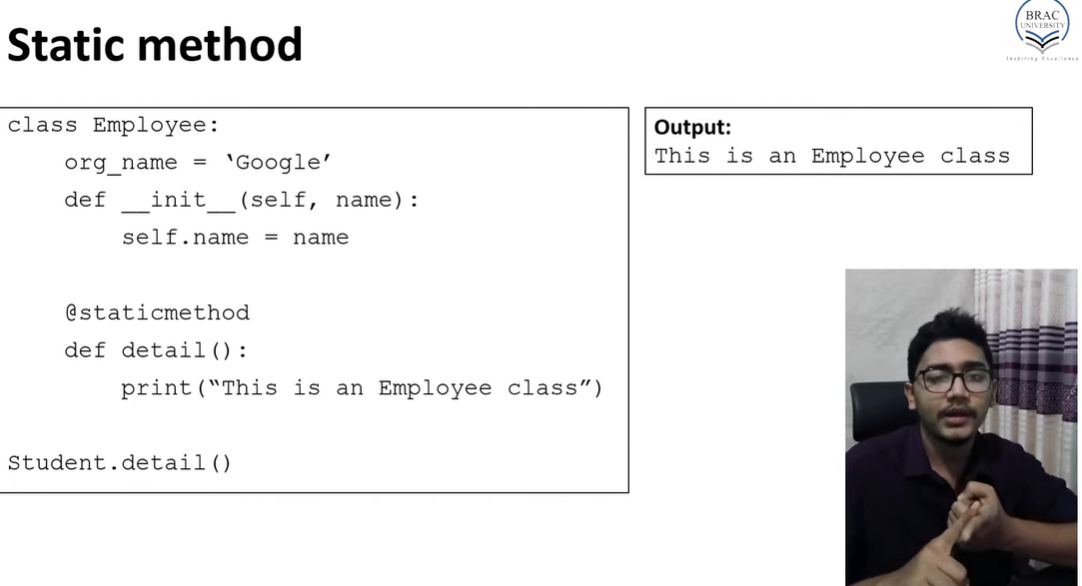 Static method
BRAC
UNIVERSITY
Inspiring Excellence
class Employee:
    org_name = ‘Google’
    def __init__(self, name):
        self.name = name
    @staticmethod
    def detail():
        print(“This is an Employee class”)
Student.detail()
Output:
This is an Employee class